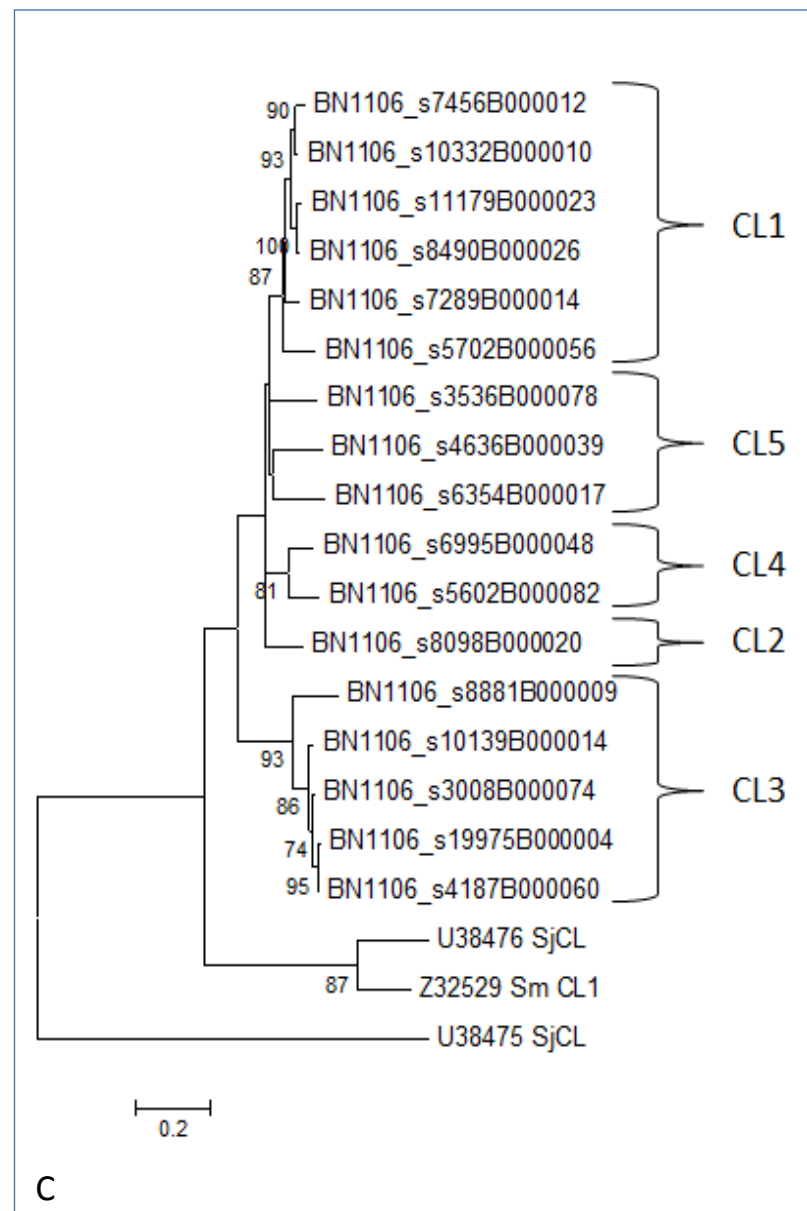 90
BN1106_s7456B000012
93
BN1106_s10332B000010
BN1106_s11179B000023
100
BN1106_s8490B000026
CL1
87
BN1106_s7289B000014
BN1106_s5702B000056
BN1106_s3536B000078
BN1106_s4636B000039
CL5
BN1106_s6354B000017
BN1106_s6995B000048
CL4
81
BN1106_s5602B000082
BN1106_s8098B000020
CL2
BN1106_s8881B000009
93
BN1106_s10139B000014
86
BN1106_s3008B000074
CL3
74
BN1106_s19975B000004
95
BN1106_s4187B000060
U38476 SjCL
87
Z32529 Sm CL1
U38475 SjCL
0.2
C